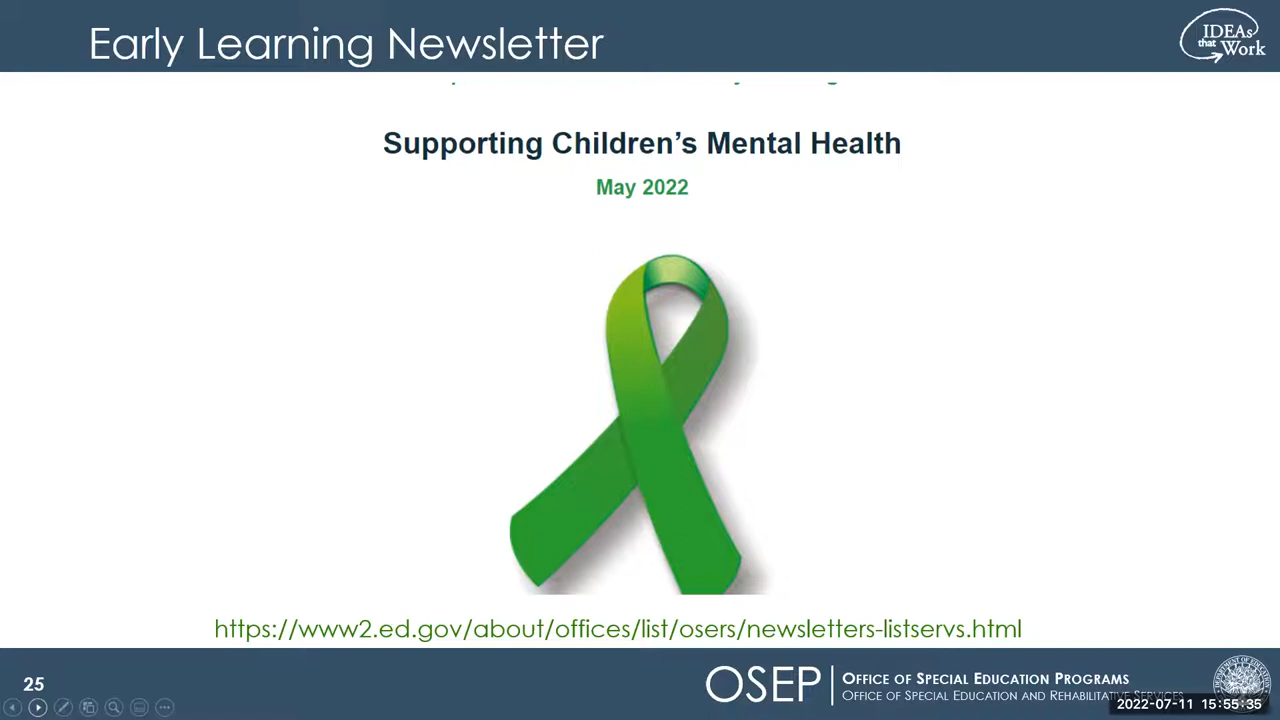 Early Learning Newsletter
IDEAs
that
Work
Supporting Children's Mental Health
May 2022
https://www2.ed.gov/about/offices/list/osers/newsletters-listservs.html
25
OSEP
OFFICE OF SPECIAL EDUCATION PROGRAMS
OFFICE OF SPECIAL EDUCATION AND REHABILITATIVE SERVICES
2022-07-11 15:55:35